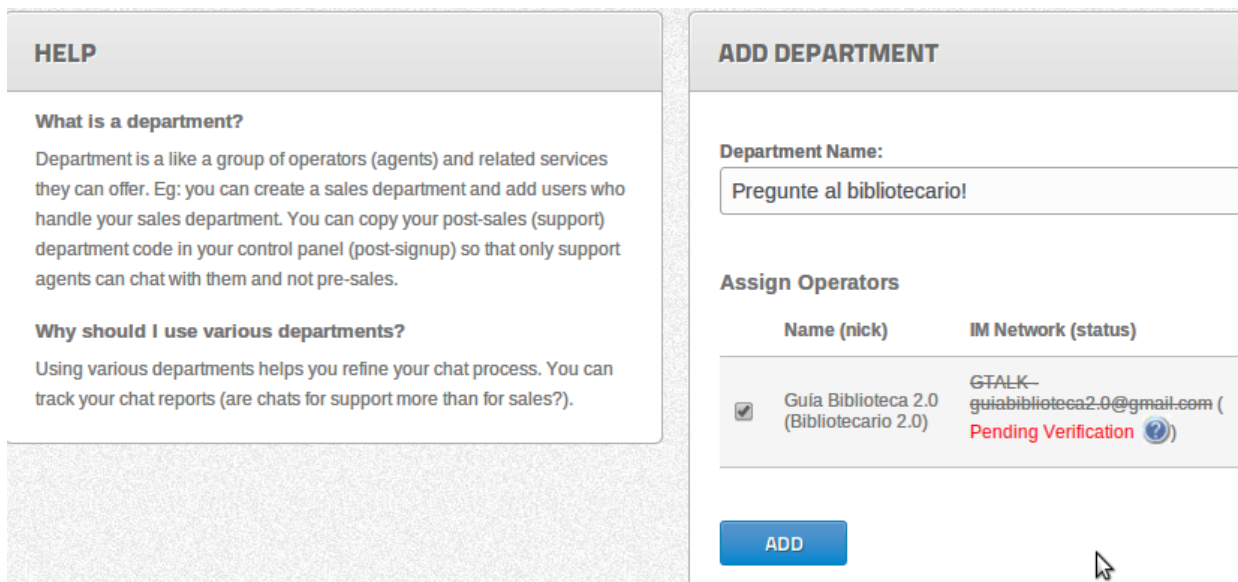 HELP
What is a department?
Department is a like a group of operators (agents) and related services
they can offer. Eg: you can create a sales department and add users who
handle your sales department. You can copy your post-sales (support)
department code in your control panel (post-signup) so that only support
agents can chat with them and not pre-sales.
Why should I use various departments?
Using various departments helps you refine your chat process. You can
track your chat reports (are chats for support more than for sales?).
ADD DEPARTMENT
Department Name:
Pregunte al bibliotecario!
Assign Operators
Name (nick) IM Network (status)
Guía Biblioteca 2.0
(Bibliotecario 2.0)
GTALK -
guiabiblioteca2.0@gmail.com (
Pending Verification ?)
ADD